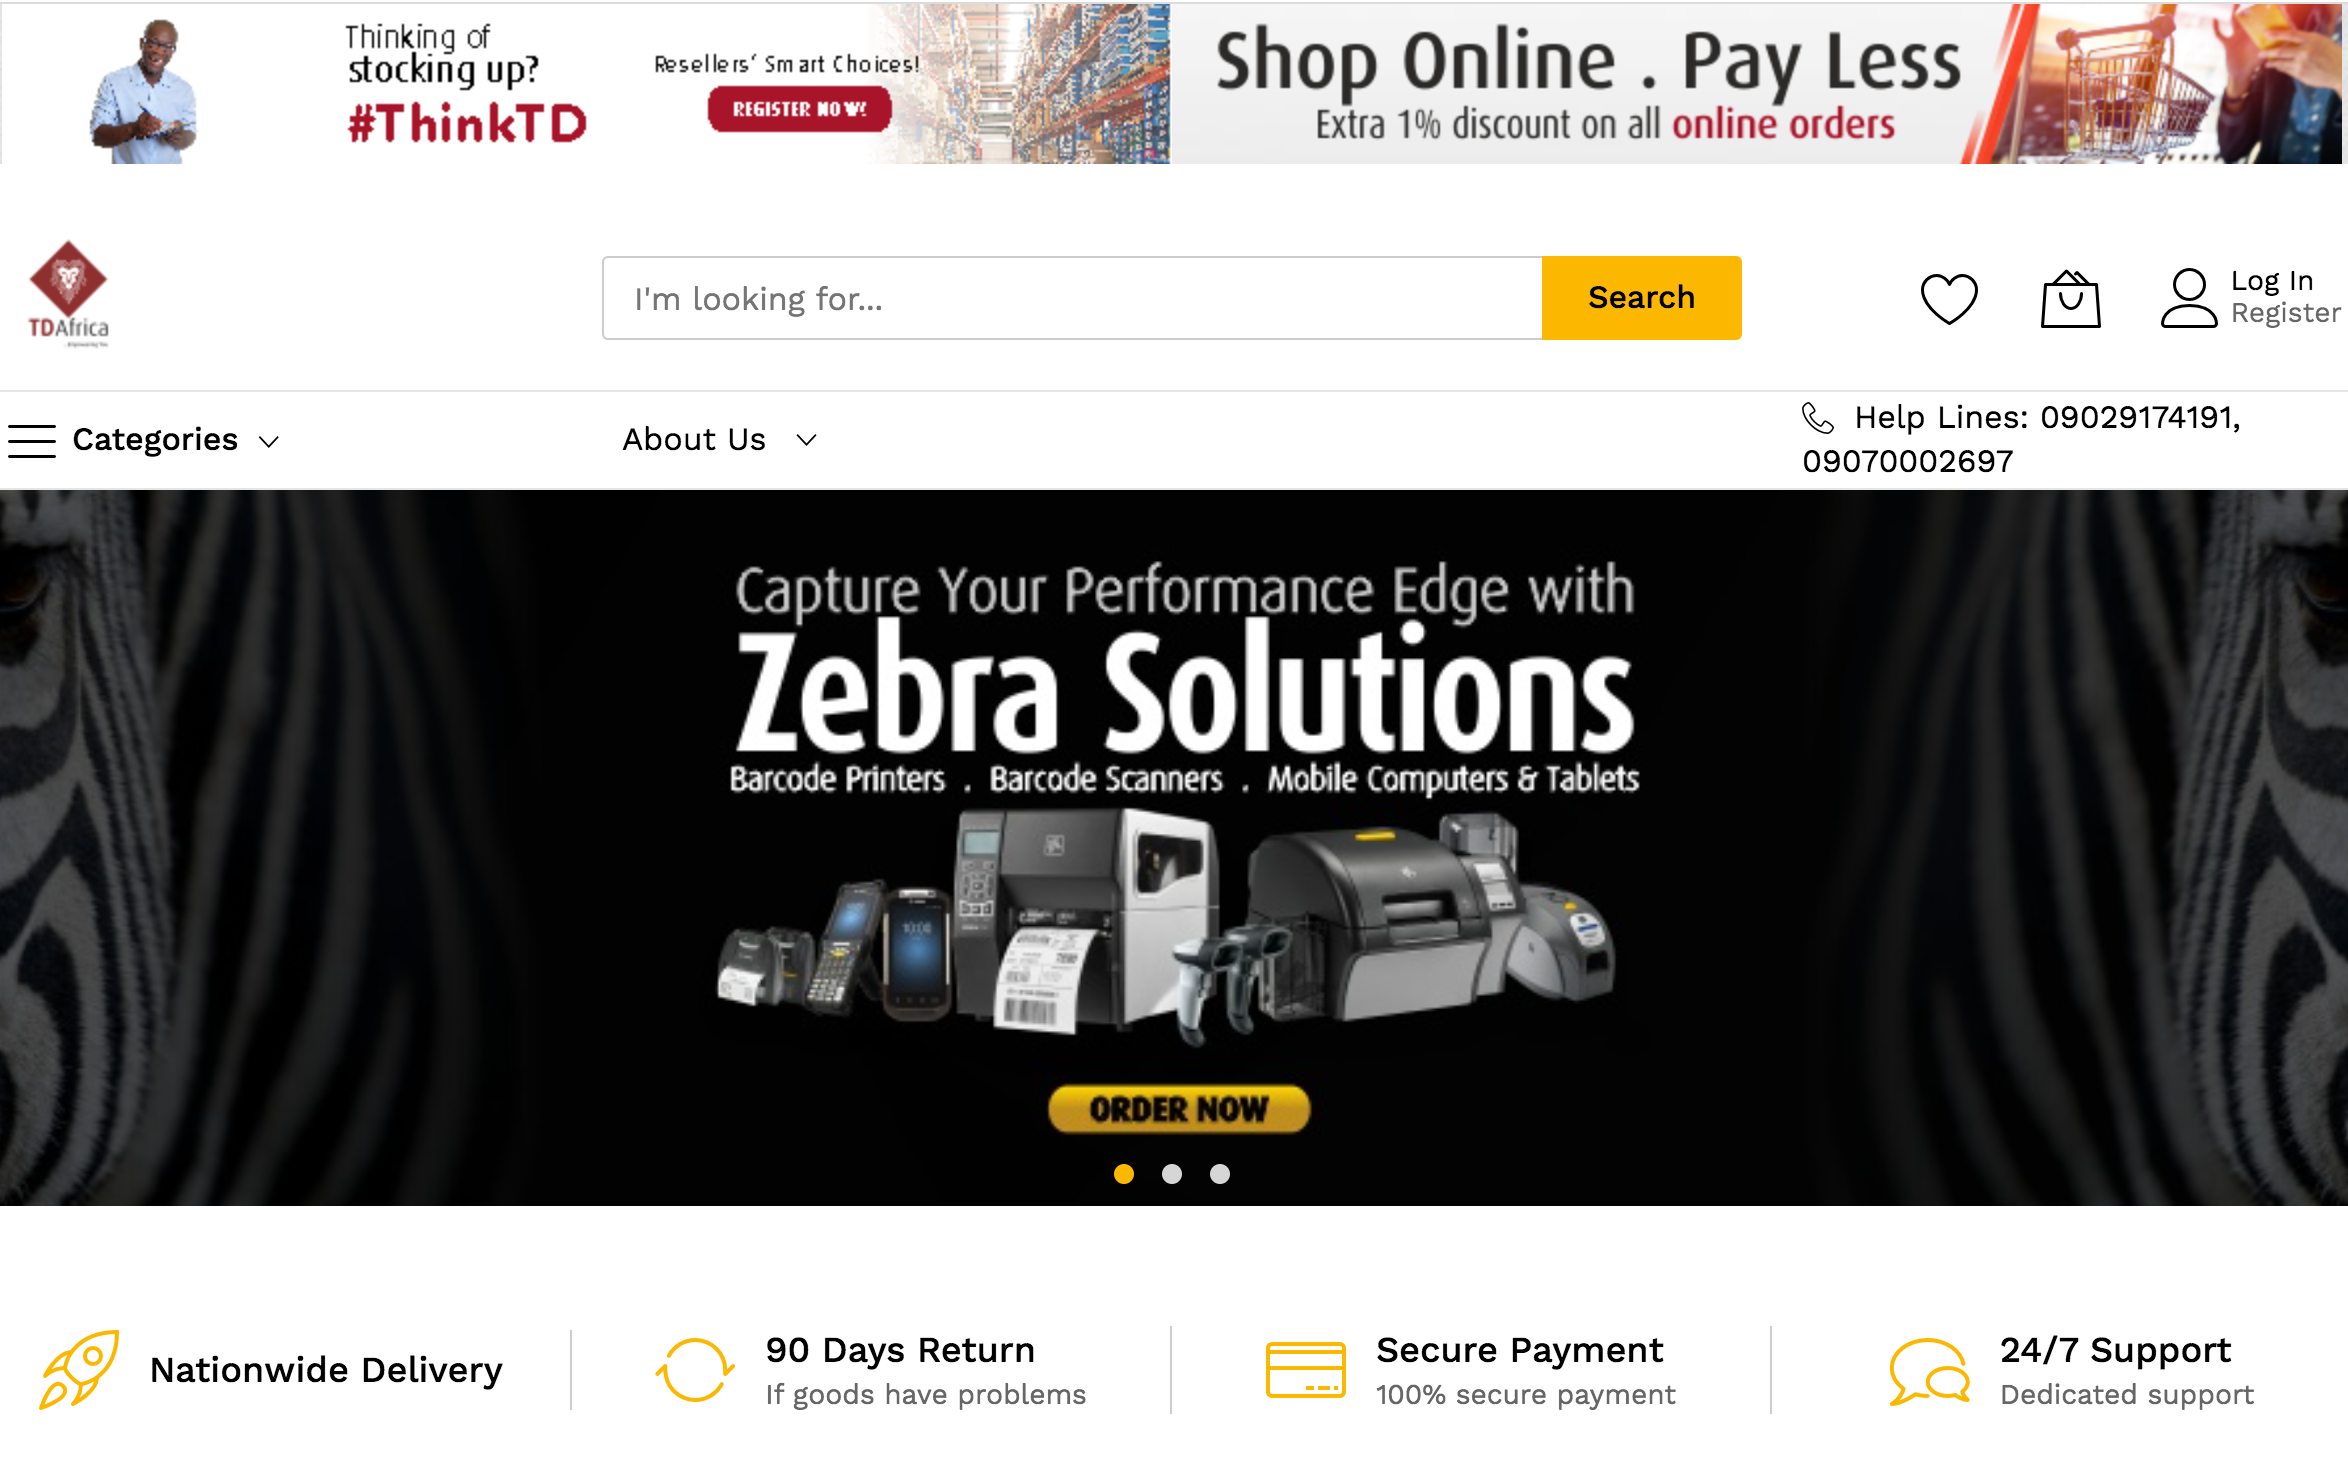 Thinking of
stocking up?
#ThinkTD
Resellers' Smart Choices!
REGISTER NOW!
Shop Online . Pay Less
Extra 1% discount on all online orders
TDAfrica
I'm looking for...
Search
Log In
Register
Categories
About Us
Help Lines: 09029174191,
09070002697
Capture Your Performance Edge with
Zebra Solutions
Barcode Printers . Barcode Scanners . Mobile Computers & Tablets
10:00
ORDER NOW
Nationwide Delivery
90 Days Return
If goods have problems
Secure Payment
100% secure payment
24/7 Support
Dedicated support